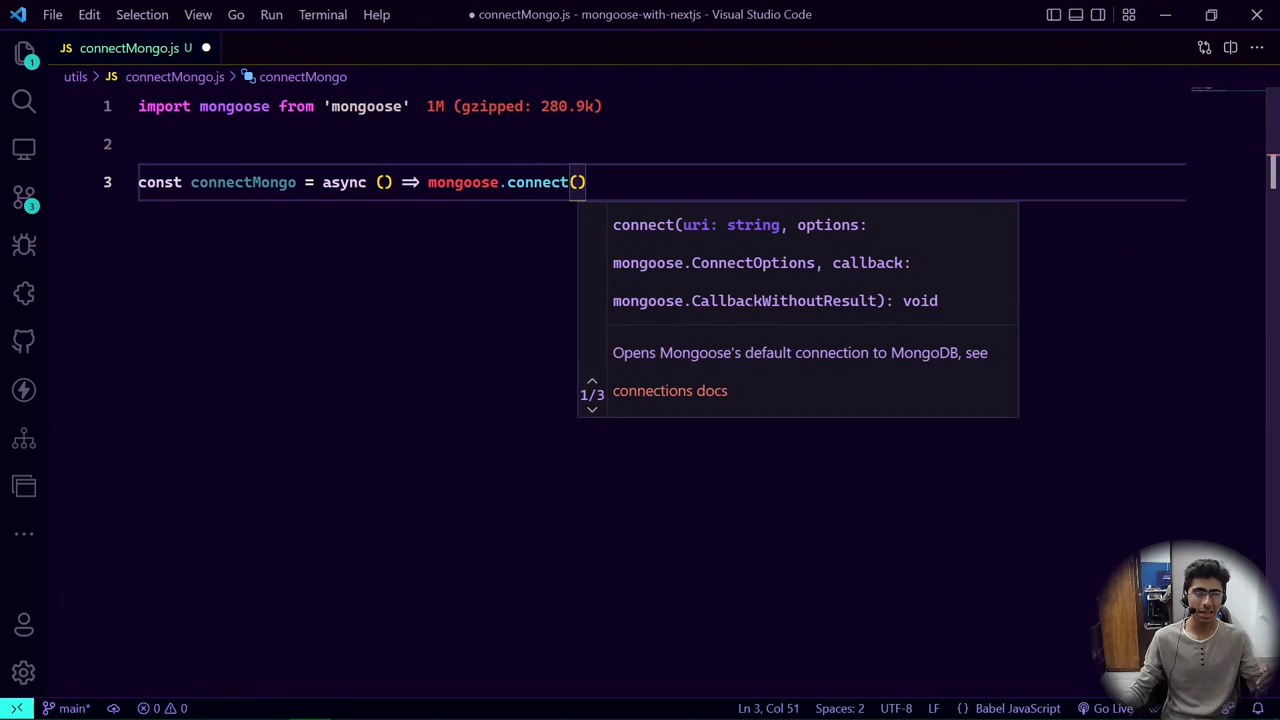 File Edit Selection View Go Run Terminal Help
● connectMongo.js - mongoose-with-nextjs - Visual Studio Code
JS connectMongo.js U ●
utils > JS connectMongo.js > connectMongo
1 import mongoose from 'mongoose' 1M (gzipped: 280.9k)
2
3 const connectMongo = async () => mongoose.connect()
connect(uri: string, options:
mongoose.ConnectOptions, callback:
mongoose.CallbackWithoutResult): void
Opens Mongoose's default connection to MongoDB, see
connections docs
1/3
1
3
main* 0 0 Ln 3, Col 51 Spaces: 2 UTF-8 LF {} Babel JavaScript Go Live